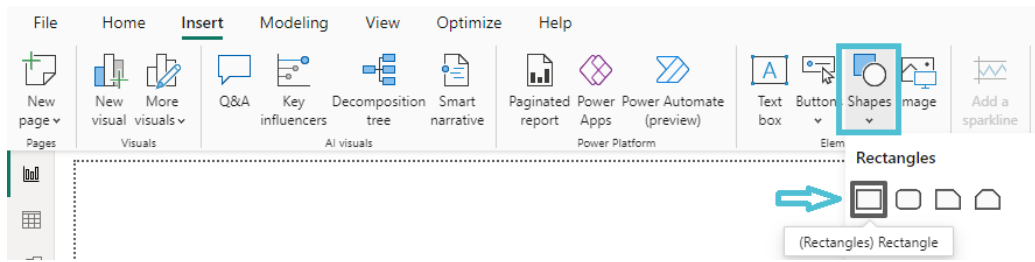 File Home Insert Modeling View Optimize Help
New New More Q&A Key Decomposition Smart Paginated Power Power Automate Text Buttons Shapes mage Add a
page visual visuals influencers tree narrative report Apps (preview) box sparkline
Pages Visuals AI visuals Power Platform Elem
Rectangles
(Rectangles) Rectangle
A